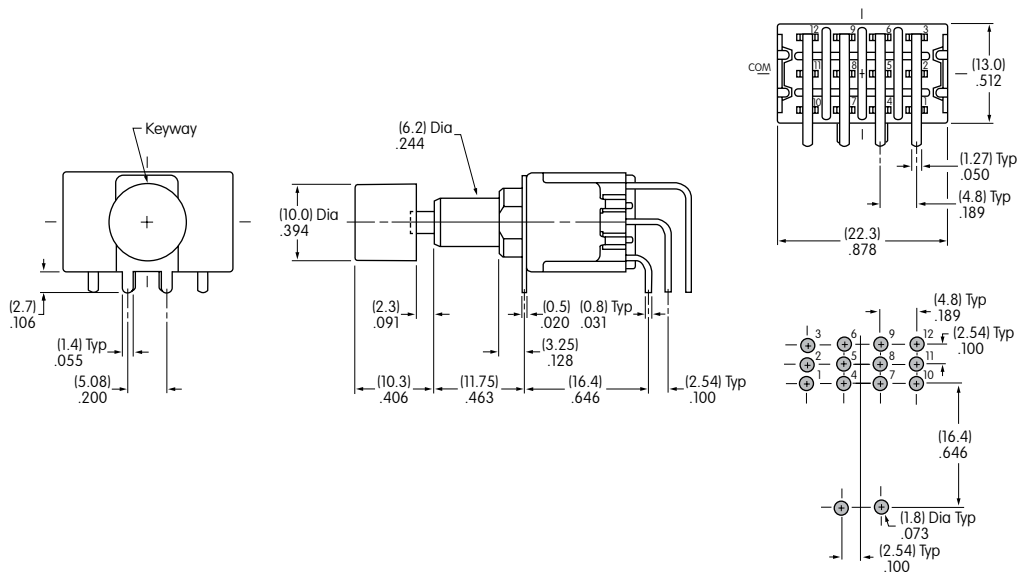 Keyway
(2.7)
.106
(1.4) Typ
.055
(5.08)
.200
(6.2) Dia
.244
(10.0) Dia
.394
(2.3)
.091
(0.5)
.020
(0.8) Typ
.031
(3.25)
.128
(10.3)
.406
(11.75)
.463
(16.4)
.646
(2.54) Typ
.100
12 9 6 3
COM 11 8 5 2
10 7 4 1
(13.0)
.512
(1.27) Typ
.050
(4.8) Typ
.189
(22.3)
.878
(4.8) Typ
.189
(2.54) Typ
.100
3 6 9 12
2 5 8 11
1 4 7 10
(16.4)
.646
(1.8) Dia Typ
.073
(2.54) Typ
.100